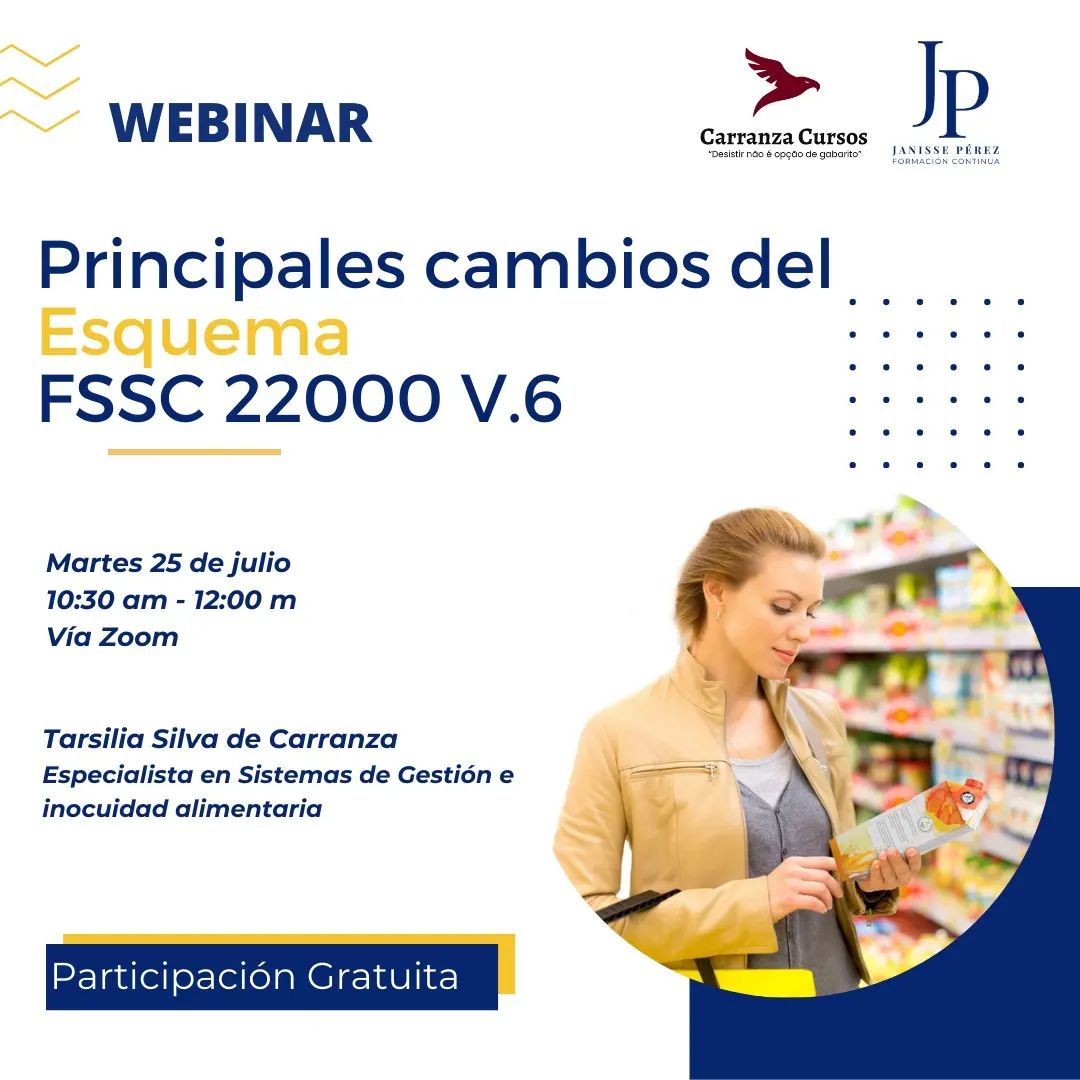 WEBINAR
Carranza Cursos
"Desistir não é opção de gabarito"
JP
JANISSE PÉREZ
FORMACIÓN CONTINUA
Principales cambios del
Esquema
FSSC 22000 V.6
Martes 25 de julio
10:30 am - 12:00 m
Vía Zoom
Tarsilia Silva de Carranza
Especialista en Sistemas de Gestión e
inocuidad alimentaria
Participación Gratuita